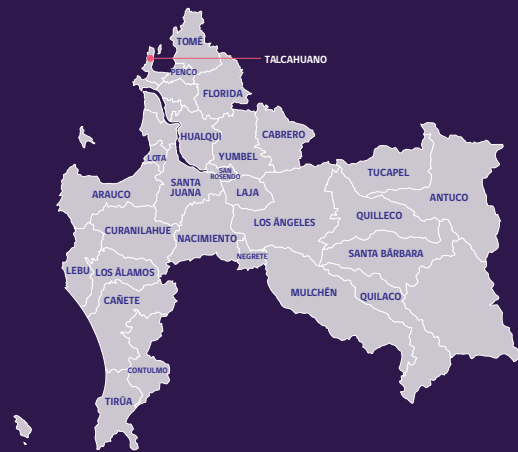 TOMÉ
TALCAHUANO
PENCO
FLORIDA
HUALQUI
CABRERO
YUMBEL
LOTA
SAN
ROSENDO
TUCAPEL
SANTA
JUANA
LAJA
ARAUCO
ANTUCO
QUILLECO
LOS ÁNGELES
CURANILAHUE
NACIMIENTO
SANTA BÁRBARA
NEGRETE
LEBU
LOS ÁLAMOS
MULCHÉN
QUILACO
CAÑETE
CONTULMO
TIRÚA